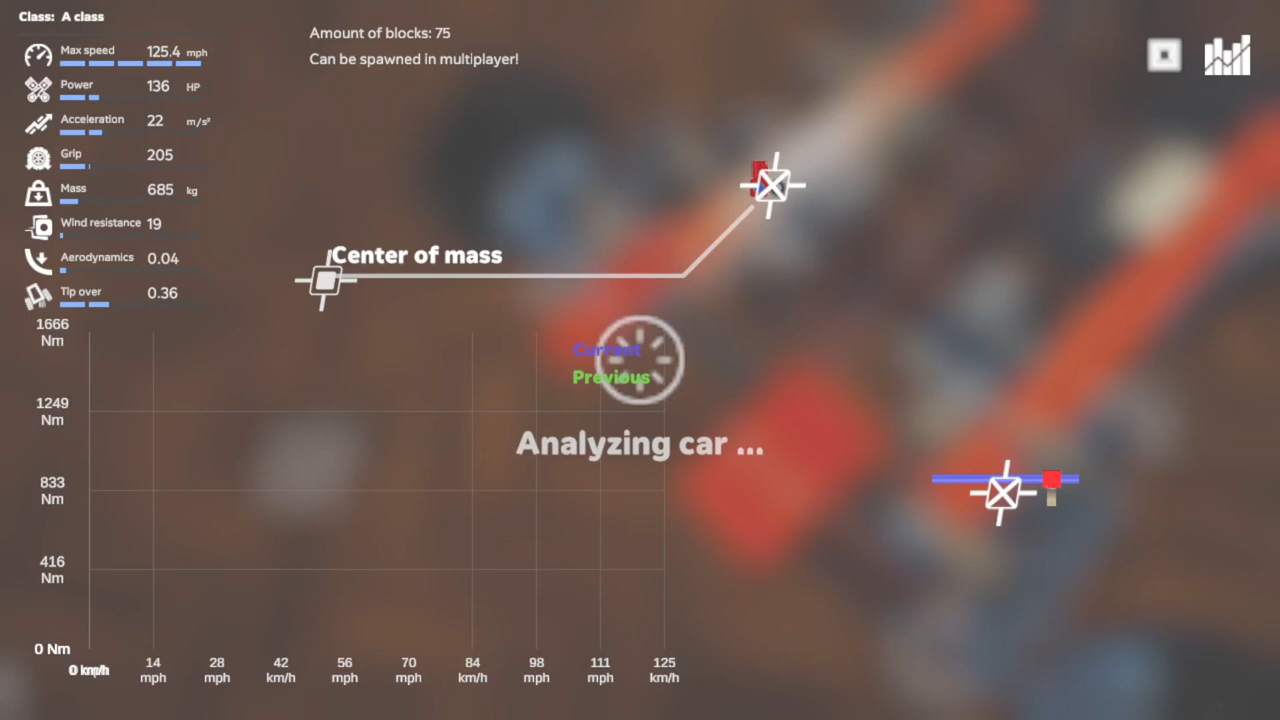 Class: A class
Max speed 125.4 mph
Power 136 HP
Acceleration 22 m/s²
Grip 205
Mass 685 kg
Wind resistance 19
Aerodynamics 0.04
Tip over 0.36
Amount of blocks: 75
Can be spawned in multiplayer!
Center of mass
Current
Previous
Analyzing car ...
1666
Nm
1249
Nm
833
Nm
416
Nm
0 Nm
14
mph
28
mph
42
km/h
56
mph
70
mph
84
km/h
98
mph
111
mph
125
km/h